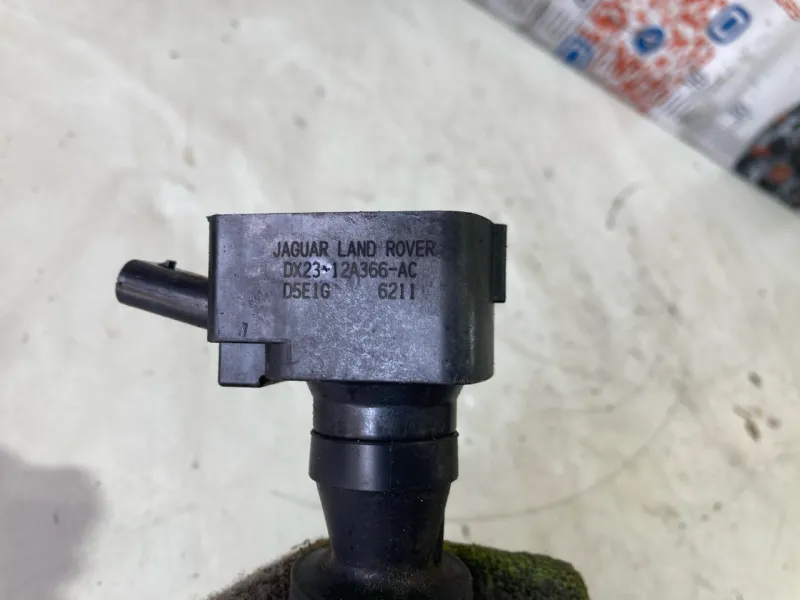 JAGUAR LAND ROVER
DX23-12A366-AC
D5E1G 6211